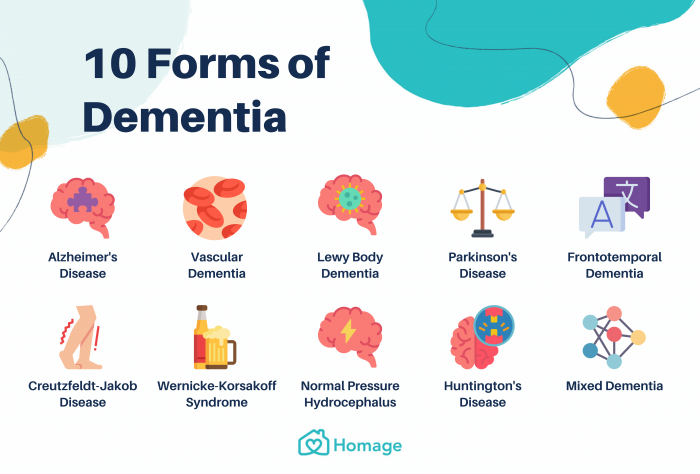 10 Forms of
Dementia
文
A
Alzheimer's
Disease
Vascular
Dementia
Lewy Body
Dementia
Parkinson's
Disease
Frontotemporal
Dementia
Creutzfeldt-Jakob
Disease
Wernicke-Korsakoff
Syndrome
Normal Pressure
Hydrocephalus
Huntington's
Disease
Mixed Dementia
Homage